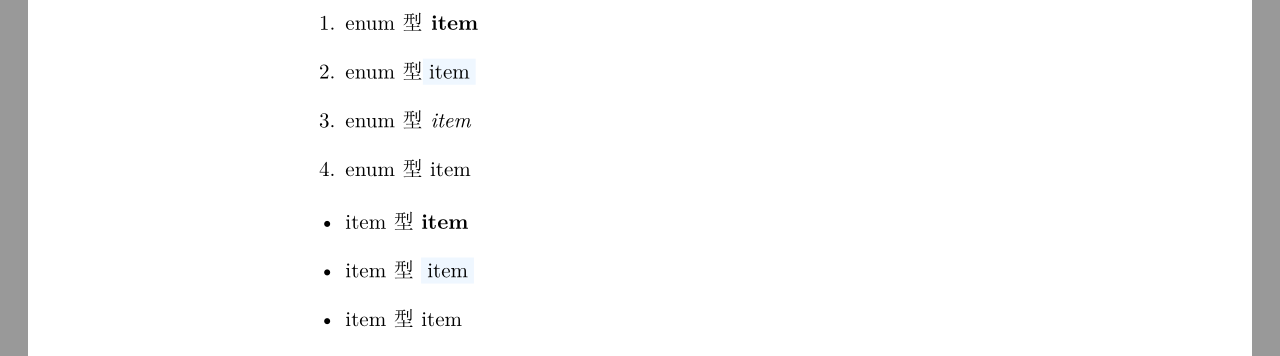 1. enum 型 item
2. enum 型 item
3. enum 型 item
4. enum 型 item
• item 型 item
• item 型 item
• item 型 item